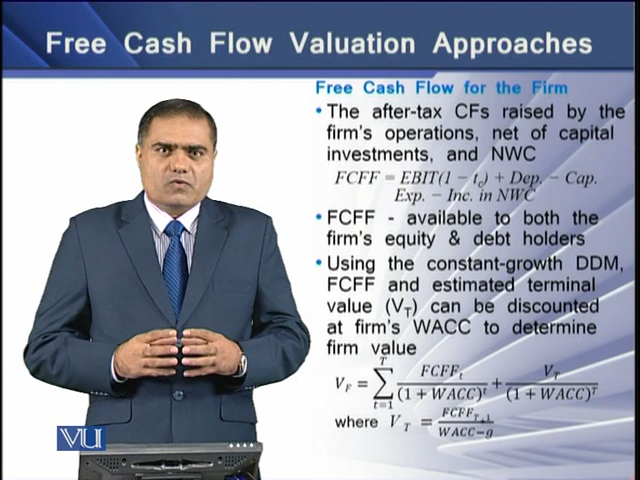 Free Cash Flow Valuation Approaches
Free Cash Flow for the Firm
• The after-tax CFs raised by the
firm's operations, net of capital
investments, and NWC
FCFF = EBIT(1 − t_c) + Dep. − Cap.
Exp. − Inc. in NWC
• FCFF - available to both the
firm's equity & debt holders
• Using the constant-growth DDM,
FCFF and estimated terminal
value (V_T) can be discounted
at firm's WACC to determine
firm value
V_F = ∑_{t=1}^{T} FCFF_t / (1 + WACC)^t + V_T / (1 + WACC)^T
where V_T = FCFF_{T+1} / WACC−g
VU